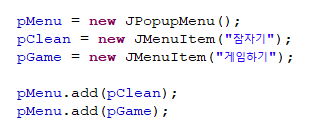 pMenu = new JPopupMenu();
pClean = new JMenuItem("잠자기");
pGame = new JMenuItem("게임하기");
pMenu.add(pClean);
pMenu.add(pGame);